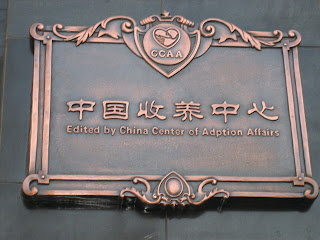 CCAA
中国收养中心
Edited by China Center of Adption Affairs